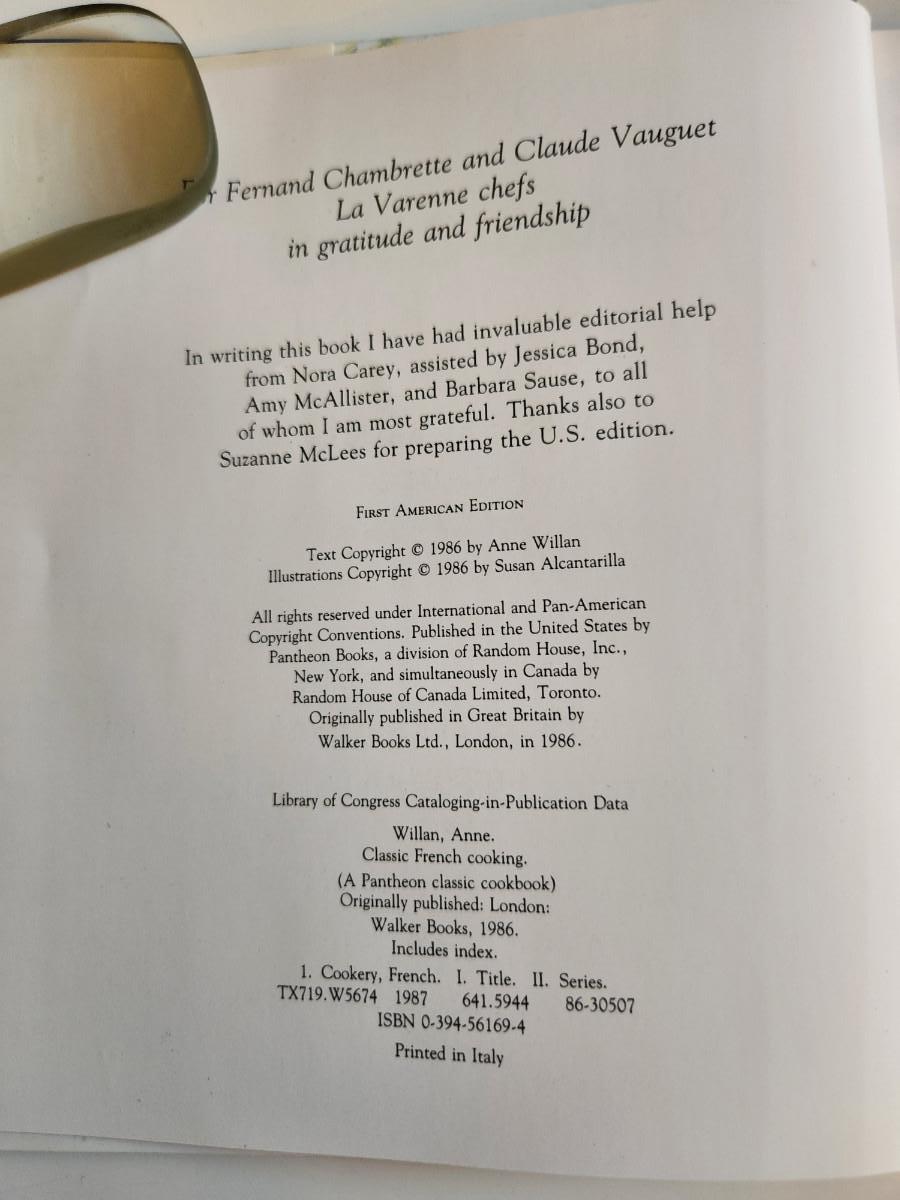 For Fernand Chambrette and Claude Vauguet
La Varenne chefs
in gratitude and friendship
In writing this book I have had invaluable editorial help
from Nora Carey, assisted by Jessica Bond,
Amy McAllister, and Barbara Sause, to all
of whom I am most grateful. Thanks also to
Suzanne McLees for preparing the U.S. edition.
First American Edition
Text Copyright © 1986 by Anne Willan
Illustrations Copyright © 1986 by Susan Alcantarilla
All rights reserved under International and Pan-American
Copyright Conventions. Published in the United States by
Pantheon Books, a division of Random House, Inc.,
New York, and simultaneously in Canada by
Random House of Canada Limited, Toronto.
Originally published in Great Britain by
Walker Books Ltd., London, in 1986.
Library of Congress Cataloging-in-Publication Data
Willan, Anne.
Classic French cooking.
(A Pantheon classic cookbook)
Originally published: London:
Walker Books, 1986.
Includes index.
1. Cookery, French. I. Title. II. Series.
TX719.W5674 1987 641.5944 86-30507
ISBN 0-394-56169-4
Printed in Italy